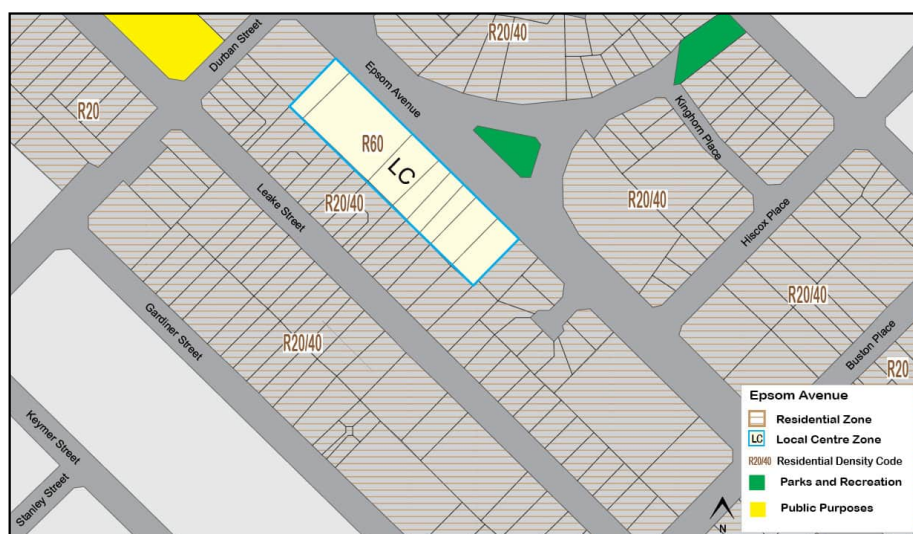 Durban Street
R20/40
Epsom Avenue
R20
R60
LC
Kinghorn Place
R20/40
Leake Street
R20/40
Hiscox Place
R20/40
Gardiner Street
R20/40
Buston Place
R20
Keymer Street
Stanley Street
Epsom Avenue
Residential Zone
LC Local Centre Zone
R20/40 Residential Density Code
Parks and Recreation
Public Purposes
N